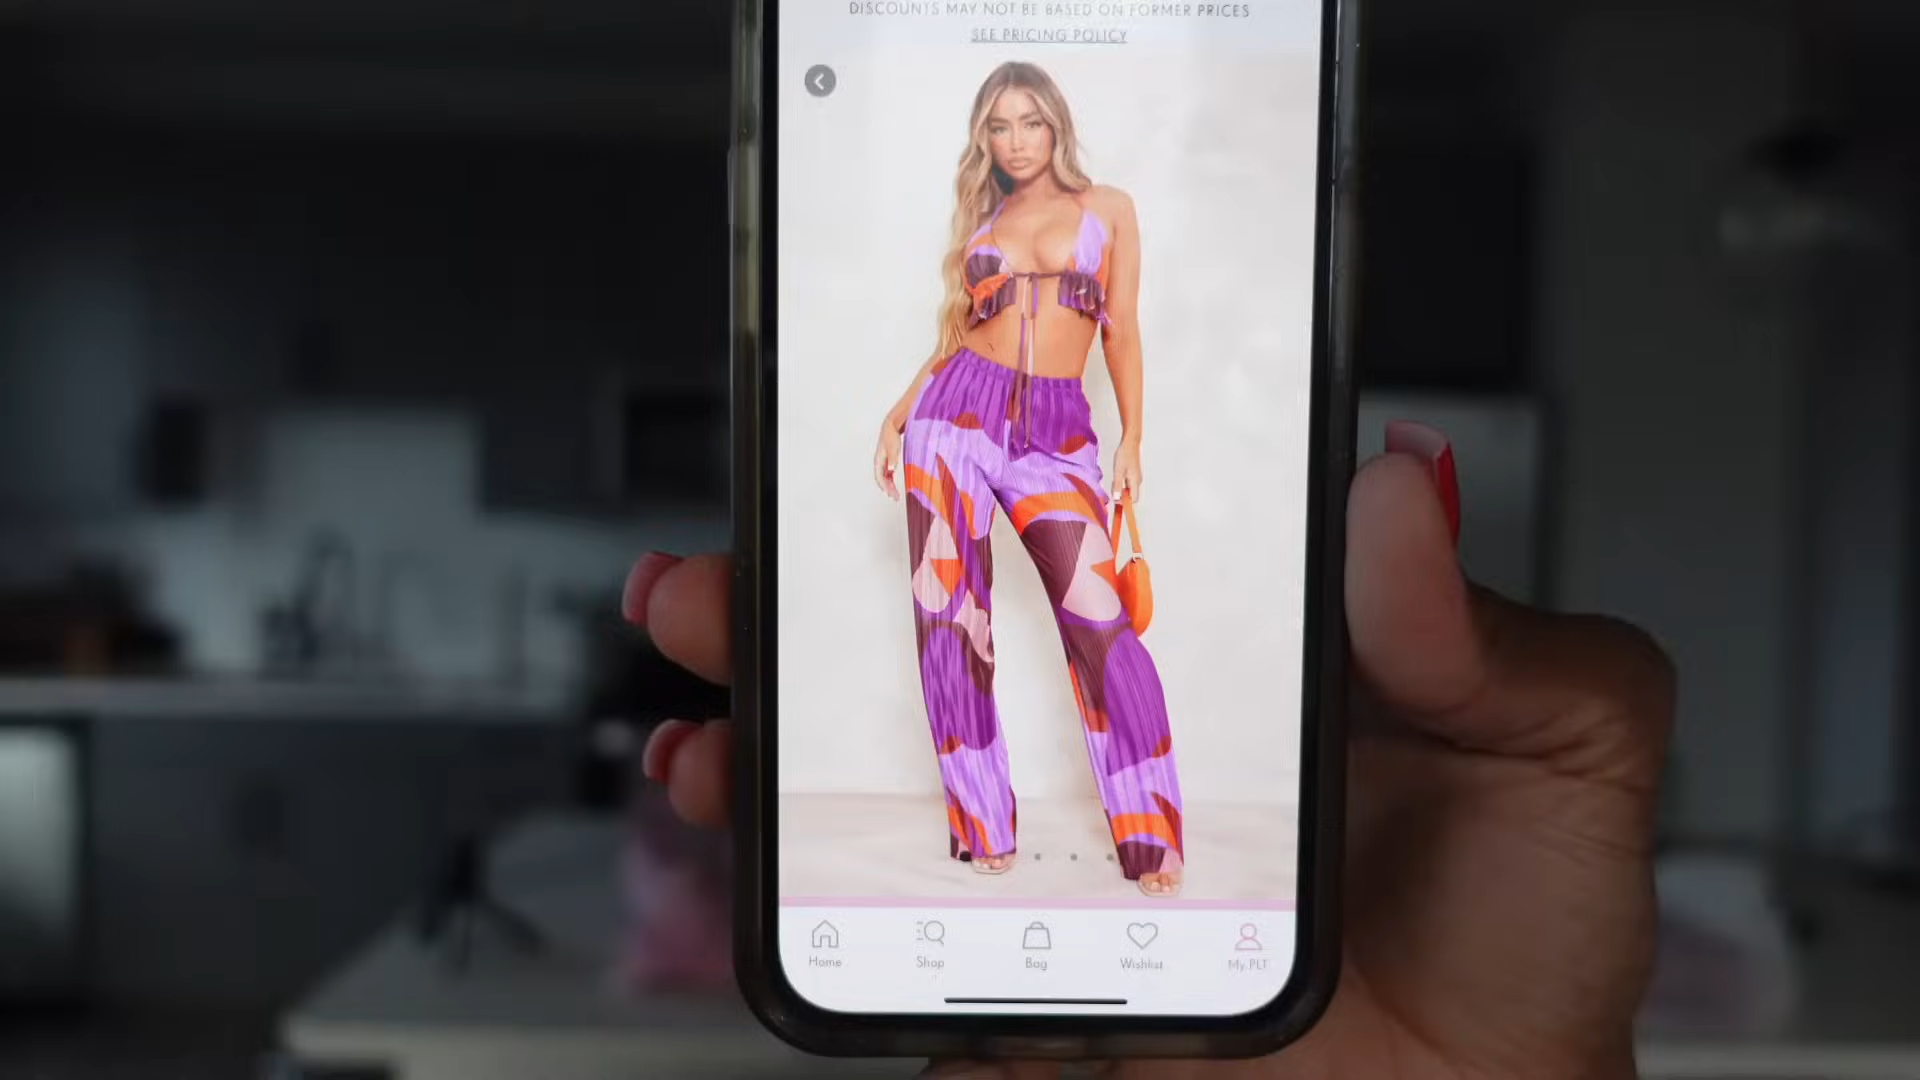 DISCOUNTS MAY NOT BE BASED ON FORMER PRICES
SEE PRICING POLICY
Home
Shop
Bag
Wishlist
My PLT